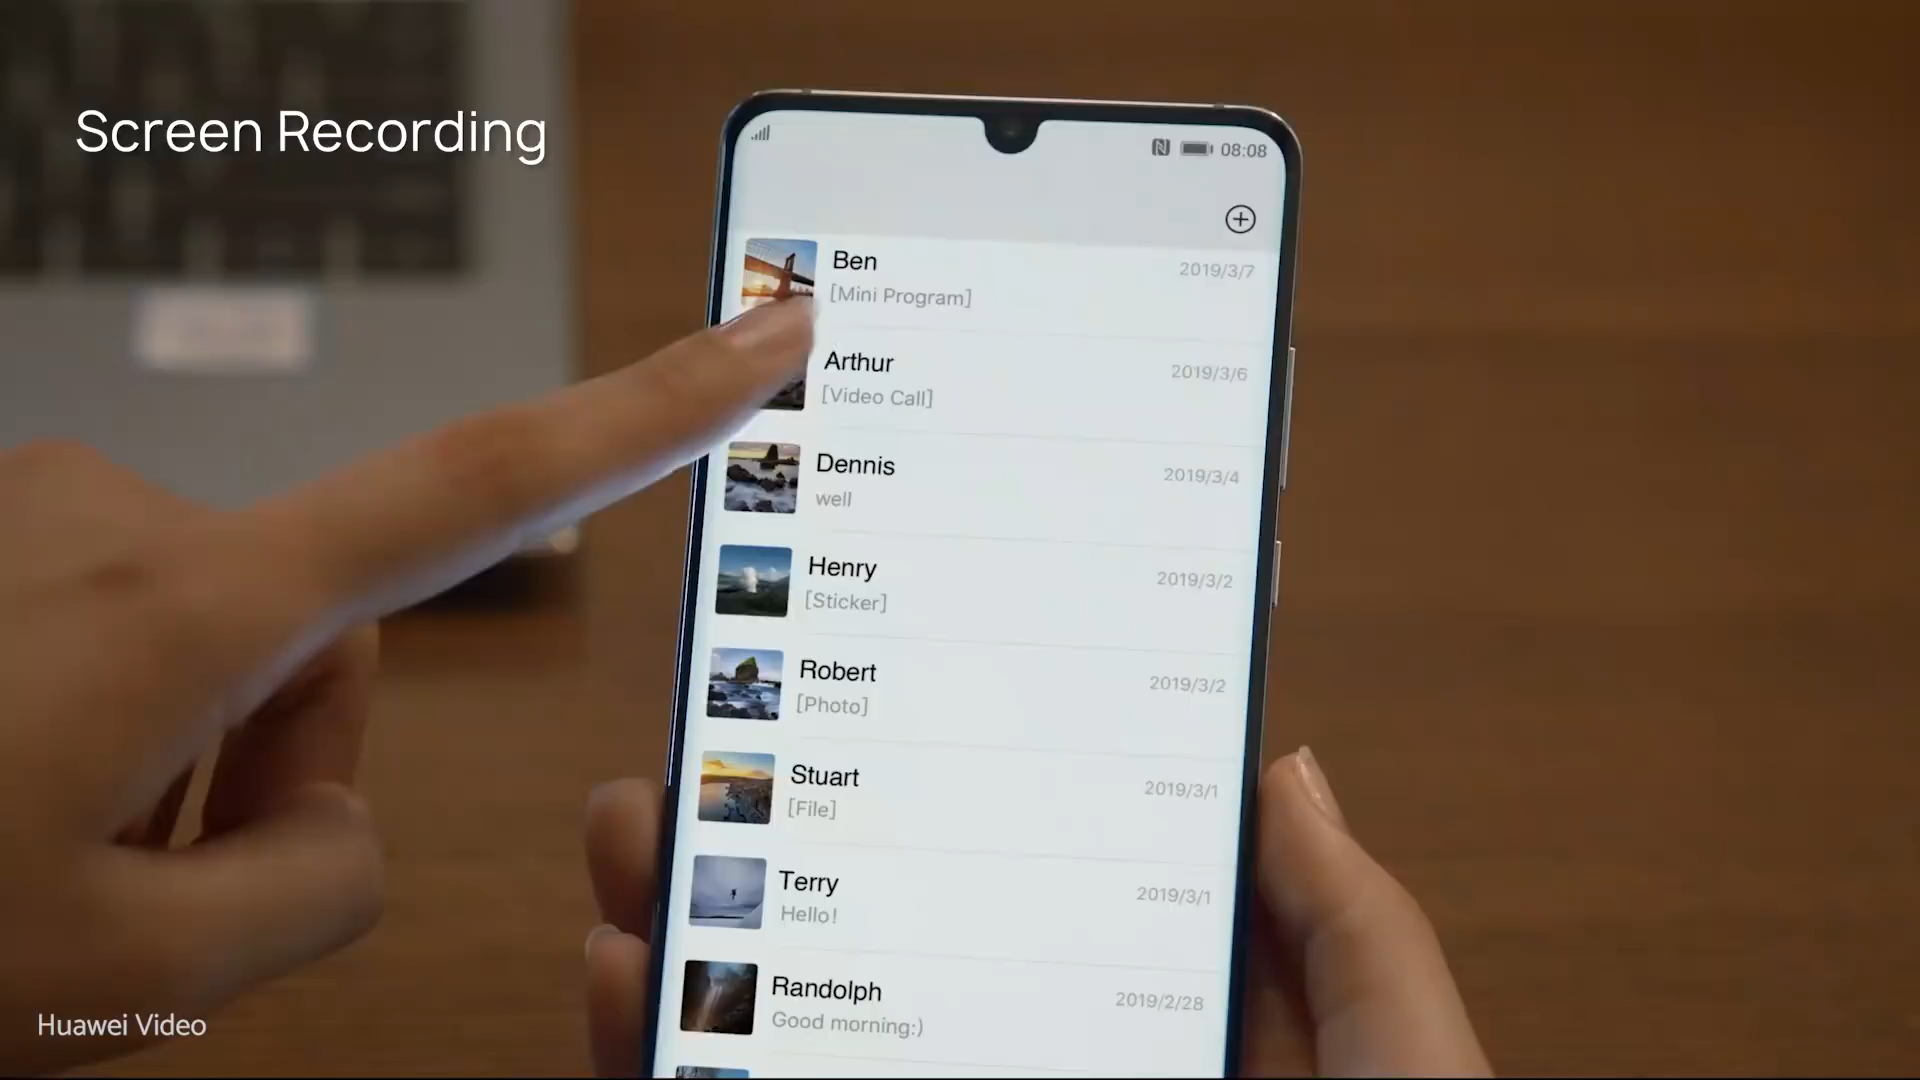 Screen Recording
08:08
Ben
2019/3/7
[Mini Program]
Arthur
2019/3/6
[Video Call]
Dennis
2019/3/4
well
Henry
2019/3/2
[Sticker]
Robert
2019/3/2
[Photo]
Stuart
2019/3/1
[File]
Terry
2019/3/1
Hello!
Randolph
2019/2/28
Good morning:)
Huawei Video